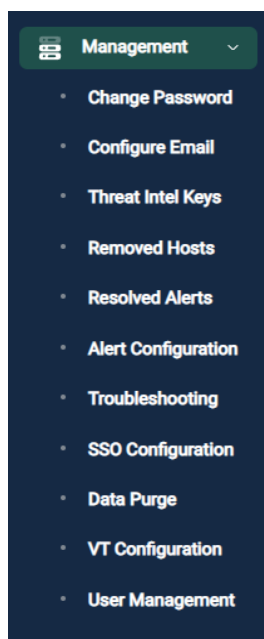 Management
Change Password
Configure Email
Threat Intel Keys
Removed Hosts
Resolved Alerts
Alert Configuration
Troubleshooting
SSO Configuration
Data Purge
VT Configuration
User Management